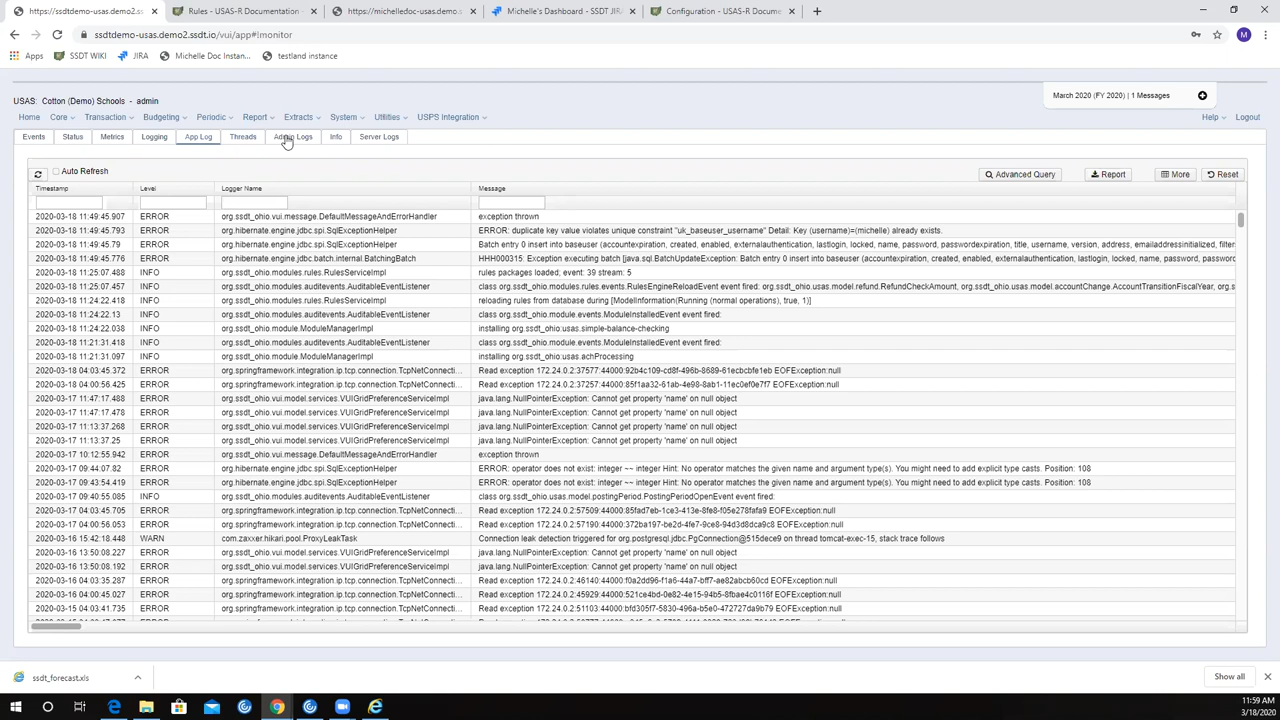 https://ssdtdemo-usas.demo2.ss
Rules - USAS-R Documentation -
https://michelledoc-usas.demo.s
Michelle's Dashboard - SSDT JIR
Configuration - USAS-R Docume
ssdtdemo-usas.demo2.ssdt.io/vui/app#!monitor
M
Apps
SSDT WIKI
JIRA
Michelle Doc Instan...
testland instance
USAS: Cotton (Demo) Schools - admin
March 2020 (FY 2020) | 1 Messages
Home Core Transaction Budgeting Periodic Report Extracts System Utilities USPS Integration Help Logout
Events Status Metrics Logging App Log Threads Admin Logs Info Server Logs
Auto Refresh Advanced Query Report More Reset
Timestamp Level Logger Name Message
2020-03-18 11:49:45.907 ERROR org.ssdt_ohio.vui.message.DefaultMessageAndErrorHandler exception thrown
2020-03-18 11:49:45.793 ERROR org.hibernate.engine.jdbc.spi.SqlExceptionHelper ERROR: duplicate key value violates unique constraint "uk_baseuser_username" Detail: Key (username)=(michelle) already exists.
2020-03-18 11:49:45.79 ERROR org.hibernate.engine.jdbc.spi.SqlExceptionHelper Batch entry 0 insert into baseuser (accountexpiration, created, enabled, externalauthentication, lastlogin, locked, name, password, passwordexpiration, title, username, version, address, emailaddressinitialized, filter
2020-03-18 11:49:45.776 ERROR org.hibernate.engine.jdbc.batch.internal.BatchingBatch HHH000315: Exception executing batch [java.sql.BatchUpdateException: Batch entry 0 insert into baseuser (accountexpiration, created, enabled, externalauthentication, lastlogin, locked, name, password, password
2020-03-18 11:25:07.488 INFO org.ssdt_ohio.modules.rules.RulesServiceImpl rules packages loaded; event: 39 stream: 5
2020-03-18 11:25:07.457 INFO org.ssdt_ohio.modules.auditevents.AuditableEventListener class org.ssdt_ohio.modules.rules.events.RulesEngineReloadEvent event fired: org.ssdt_ohio.usas.model.refund.RefundCheckAmount, org.ssdt_ohio.usas.model.accountChange.AccountTransitionFiscalYear, org.s
2020-03-18 11:24:22.418 INFO org.ssdt_ohio.modules.rules.RulesServiceImpl reloading rules from database during [ModelInformation(Running (normal operations), true, 1)]
2020-03-18 11:24:22.13 INFO org.ssdt_ohio.modules.auditevents.AuditableEventListener class org.ssdt_ohio.module.events.ModuleInstalledEvent event fired:
2020-03-18 11:24:22.038 INFO org.ssdt_ohio.module.ModuleManagerImpl installing org.ssdt_ohio.usas.simple-balance-checking
2020-03-18 11:21:31.418 INFO org.ssdt_ohio.modules.auditevents.AuditableEventListener class org.ssdt_ohio.module.events.ModuleInstalledEvent event fired:
2020-03-18 11:21:31.097 INFO org.ssdt_ohio.module.ModuleManagerImpl installing org.ssdt_ohio.usas.achProcessing
2020-03-18 04:03:45.372 ERROR org.springframework.integration.ip.tcp.connection.TcpNetConnecti... Read exception 172.24.0.2:37577:44000:92b4c109-cd8f-496b-8689-61ecbcbfe1eb EOFException:null
2020-03-18 04:00:56.425 ERROR org.springframework.integration.ip.tcp.connection.TcpNetConnecti... Read exception 172.24.0.2:37257:44000:85f1aa32-61ab-4e98-8ab1-11ec0ef0e7f7 EOFException:null
2020-03-17 11:47:17.488 ERROR org.ssdt_ohio.vui.model.services.VUIGridPreferenceServiceImpl java.lang.NullPointerException: Cannot get property 'name' on null object
2020-03-17 11:47:17.478 ERROR org.ssdt_ohio.vui.model.services.VUIGridPreferenceServiceImpl java.lang.NullPointerException: Cannot get property 'name' on null object
2020-03-17 11:13:37.268 ERROR org.ssdt_ohio.vui.model.services.VUIGridPreferenceServiceImpl java.lang.NullPointerException: Cannot get property 'name' on null object
2020-03-17 11:13:37.25 ERROR org.ssdt_ohio.vui.model.services.VUIGridPreferenceServiceImpl java.lang.NullPointerException: Cannot get property 'name' on null object
2020-03-17 10:12:55.942 ERROR org.ssdt_ohio.vui.message.DefaultMessageAndErrorHandler exception thrown
2020-03-17 09:44:07.82 ERROR org.hibernate.engine.jdbc.spi.SqlExceptionHelper ERROR: operator does not exist: integer ~~ integer Hint: No operator matches the given name and argument type(s). You might need to add explicit type casts. Position: 108
2020-03-17 09:43:54.419 ERROR org.hibernate.engine.jdbc.spi.SqlExceptionHelper ERROR: operator does not exist: integer ~~ integer Hint: No operator matches the given name and argument type(s). You might need to add explicit type casts. Position: 108
2020-03-17 09:40:55.085 INFO org.ssdt_ohio.modules.auditevents.AuditableEventListener class org.ssdt_ohio.usas.model.postingPeriod.PostingPeriodOpenEvent event fired:
2020-03-17 04:03:45.705 ERROR org.springframework.integration.ip.tcp.connection.TcpNetConnecti... Read exception 172.24.0.2:57509:44000:85fad7eb-1ce3-413e-8fe8-f05e278fafa9 EOFException:null
2020-03-17 04:00:56.053 ERROR org.springframework.integration.ip.tcp.connection.TcpNetConnecti... Read exception 172.24.0.2:57190:44000:372ba197-be2d-4fe7-9ce8-94d3d8dca9c8 EOFException:null
2020-03-16 15:42:18.448 WARN com.zaxxer.hikari.pool.ProxyLeakTask Connection leak detection triggered for org.postgresql.jdbc.PgConnection@515dece9 on thread tomcat-exec-15, stack trace follows
2020-03-16 13:50:08.227 ERROR org.ssdt_ohio.vui.model.services.VUIGridPreferenceServiceImpl java.lang.NullPointerException: Cannot get property 'name' on null object
2020-03-16 13:50:08.192 ERROR org.ssdt_ohio.vui.model.services.VUIGridPreferenceServiceImpl java.lang.NullPointerException: Cannot get property 'name' on null object
2020-03-16 04:03:35.287 ERROR org.springframework.integration.ip.tcp.connection.TcpNetConnecti... Read exception 172.24.0.2:46140:44000:f0a2dd96-f1a6-44a7-bff7-ae82abcb60cd EOFException:null
2020-03-16 04:00:45.027 ERROR org.springframework.integration.ip.tcp.connection.TcpNetConnecti... Read exception 172.24.0.2:45929:44000:521ce4bd-0e82-4e15-94b5-8fbae4c0116f EOFException:null
2020-03-15 04:03:41.735 ERROR org.springframework.integration.ip.tcp.connection.TcpNetConnecti... Read exception 172.24.0.2:51103:44000:bfd305f7-5830-496a-b5e0-472727da9b79 EOFException:null
ssdt_forecast.xls
Show all
11:59 AM
3/18/2020